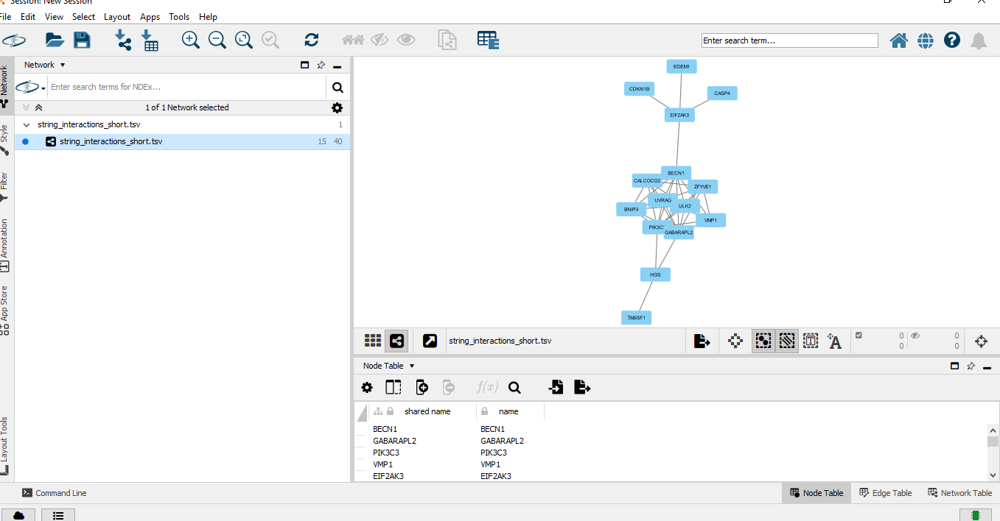 Session: New Session
File Edit View Select Layout Apps Tools Help
Enter search term...
Network
Enter search terms for NDEx...
1 of 1 Network selected
string_interactions_short.tsv 1
string_interactions_short.tsv 15 40
Network
Style
Filter
Annotation
App Store
Layout Tools
EDEM1
CDKN1B
CASP4
EIF2AK3
BECN1
CALCOCO2
ZFYVE1
UVRAG
ULK2
BNIP3
VMP1
PIK3C
GABARAPL2
HGS
TM9SF1
string_interactions_short.tsv
0 0
0 0
Node Table
f(x)
shared name name
BECN1 BECN1
GABARAPL2 GABARAPL2
PIK3C3 PIK3C3
VMP1 VMP1
EIF2AK3 EIF2AK3
Command Line
Node Table Edge Table Network Table